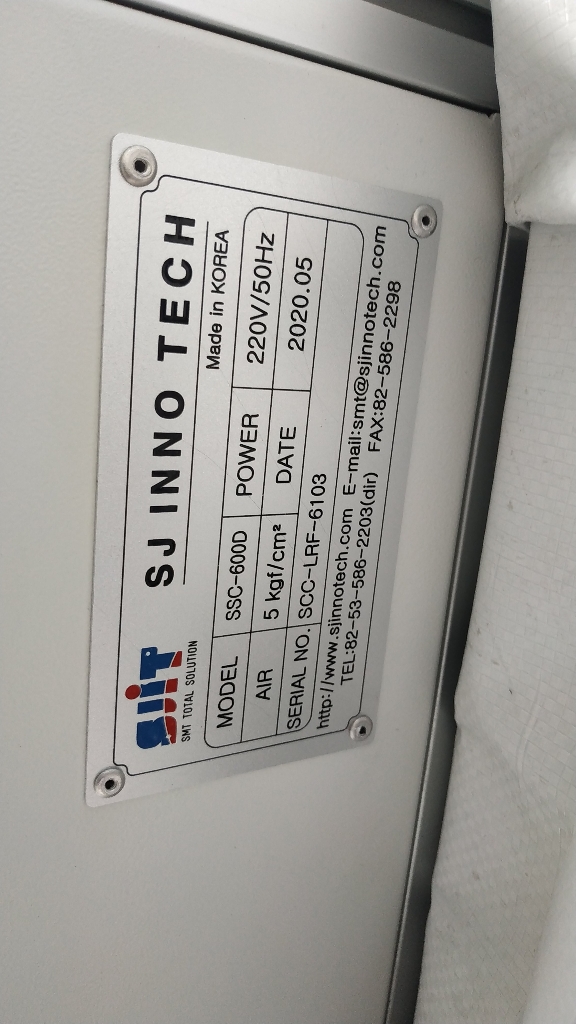 SJIT
SMT TOTAL SOLUTION
SJ INNO TECH
Made in KOREA
MODEL SSC-600D POWER 220V/50Hz
AIR 5 kgf/cm² DATE 2020.05
SERIAL NO. SCC-LRF-6103
http://www.sjinnotech.com E-mail:smt@sjinnotech.com
TEL:82-53-586-2203(dir) FAX:82-586-2298